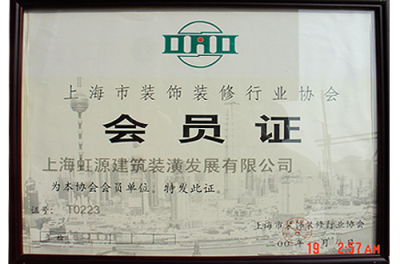 上海市装饰装修行业协会
会员证
上海虹源建筑装潢发展有限公司
为本协会会员单位。特发此证。
证号： T0223
上海市装饰装修行业协会
19 2:57AM